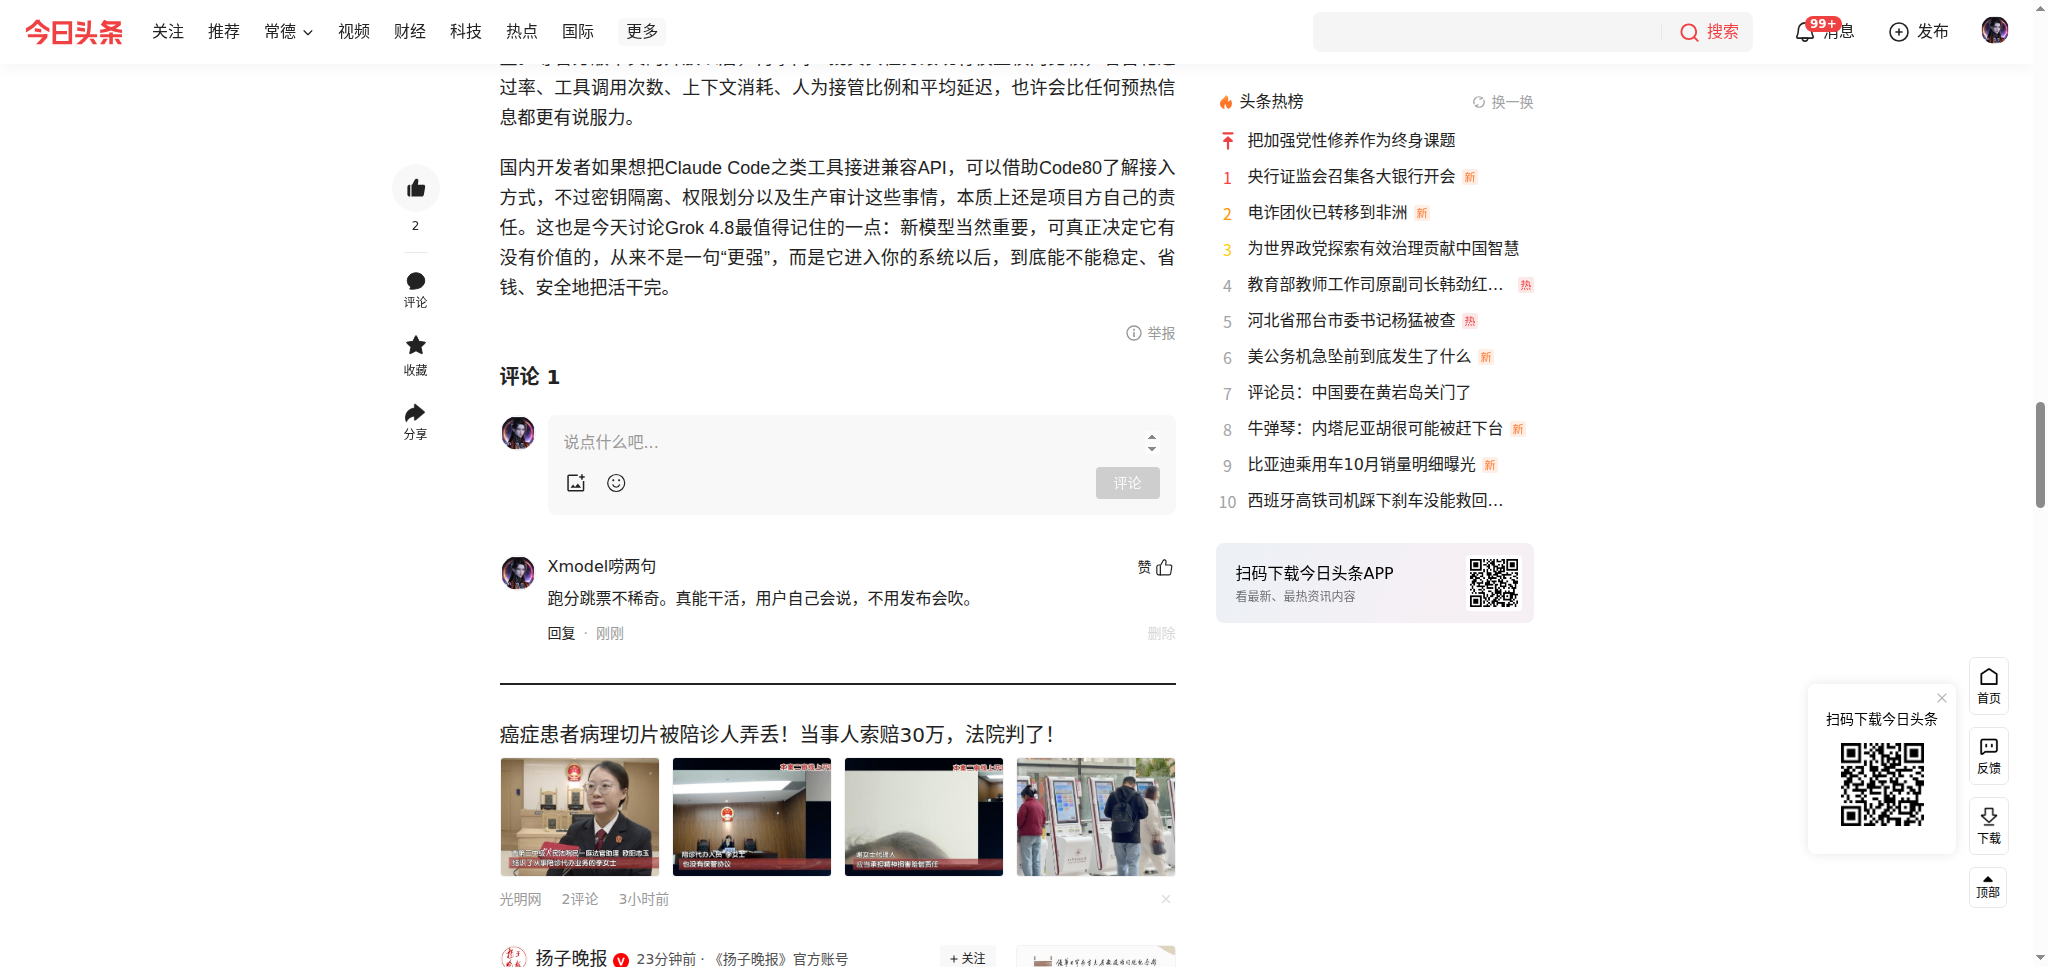 今日头条
关注 推荐 常德 视频 财经 科技 热点 国际 更多
搜索
99+
消息
发布
过率、工具调用次数、上下文消耗、人为接管比例和平均延迟，也许会比任何预热信
息都更有说服力。
国内开发者如果想把Claude Code之类工具接进兼容API，可以借助Code80了解接入
方式，不过密钥隔离、权限划分以及生产审计这些事情，本质上还是项目方自己的责
任。这也是今天讨论Grok 4.8最值得记住的一点：新模型当然重要，可真正决定它有
没有价值的，从来不是一句“更强”，而是它进入你的系统以后，到底能不能稳定、省
钱、安全地把活干完。
举报
2
评论
收藏
分享
评论 1
说点什么吧...
评论
Xmodel唠两句
赞
跑分跳票不稀奇。真能干活，用户自己会说，不用发布会吹。
回复 · 刚刚
删除
癌症患者病理切片被陪诊人弄丢！当事人索赔30万，法院判了！
光明网 2评论 3小时前
扬子晚报
23分钟前 · 《扬子晚报》官方账号
+ 关注
头条热榜
换一换
把加强党性修养作为终身课题
1 央行证监会召集各大银行开会 新
2 电诈团伙已转移到非洲 新
3 为世界政党探索有效治理贡献中国智慧
4 教育部教师工作司原副司长韩劲红... 热
5 河北省邢台市委书记杨猛被查 热
6 美公务机急坠前到底发生了什么 新
7 评论员：中国要在黄岩岛关门了
8 牛弹琴：内塔尼亚胡很可能被赶下台 新
9 比亚迪乘用车10月销量明细曝光 新
10 西班牙高铁司机踩下刹车没能救回...
扫码下载今日头条APP
看最新、最热资讯内容
扫码下载今日头条
首页
反馈
下载
顶部